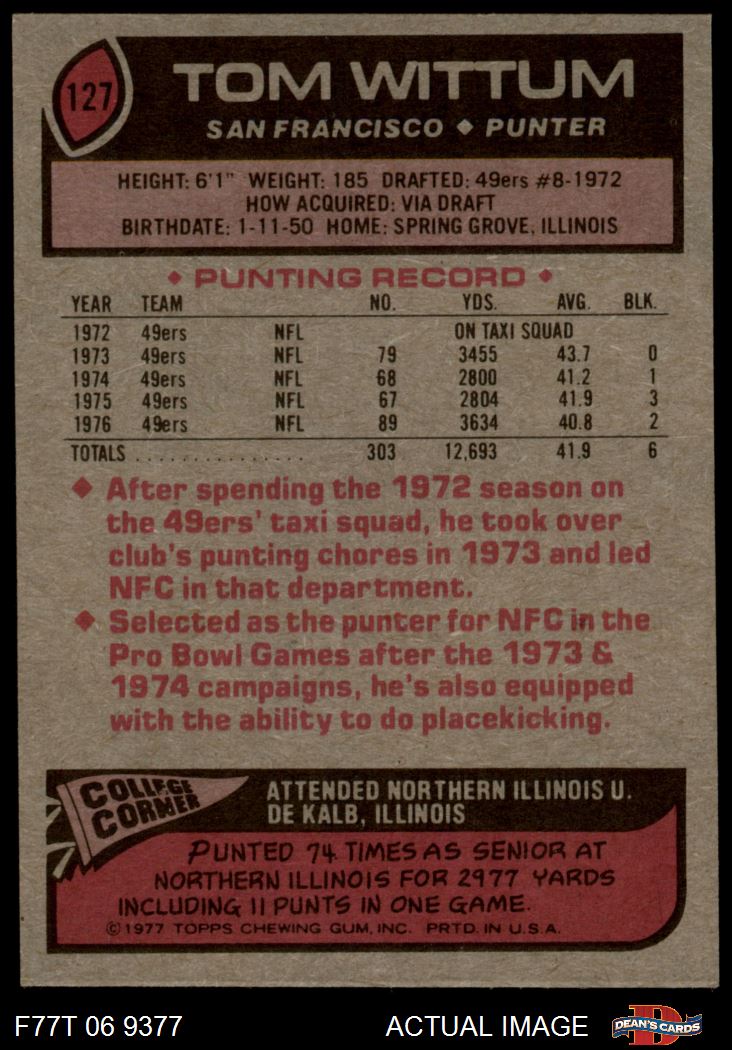 127
TOM WITTUM
SAN FRANCISCO ◆ PUNTER
HEIGHT: 6'1" WEIGHT: 185 DRAFTED: 49ers #8-1972
HOW ACQUIRED: VIA DRAFT
BIRTHDATE: 1-11-50 HOME: SPRING GROVE, ILLINOIS
◆ PUNTING RECORD ◆
YEAR TEAM NO. YDS. AVG. BLK.
1972 49ers NFL ON TAXI SQUAD
1973 49ers NFL 79 3455 43.7 0
1974 49ers NFL 68 2800 41.2 1
1975 49ers NFL 67 2804 41.9 3
1976 49ers NFL 89 3634 40.8 2
TOTALS ................ 303 12,693 41.9 6
◆ After spending the 1972 season on
the 49ers' taxi squad, he took over
club's punting chores in 1973 and led
NFC in that department.
◆ Selected as the punter for NFC in the
Pro Bowl Games after the 1973 &
1974 campaigns, he's also equipped
with the ability to do placekicking.
COLLEGE
CORNER
ATTENDED NORTHERN ILLINOIS U.
DE KALB, ILLINOIS
PUNTED 74 TIMES AS SENIOR AT
NORTHERN ILLINOIS FOR 2977 YARDS
INCLUDING 11 PUNTS IN ONE GAME.
©1977 TOPPS CHEWING GUM, INC. PRTD. IN U.S.A.
F77T 06 9377 ACTUAL IMAGE
D
DEAN'S CARDS